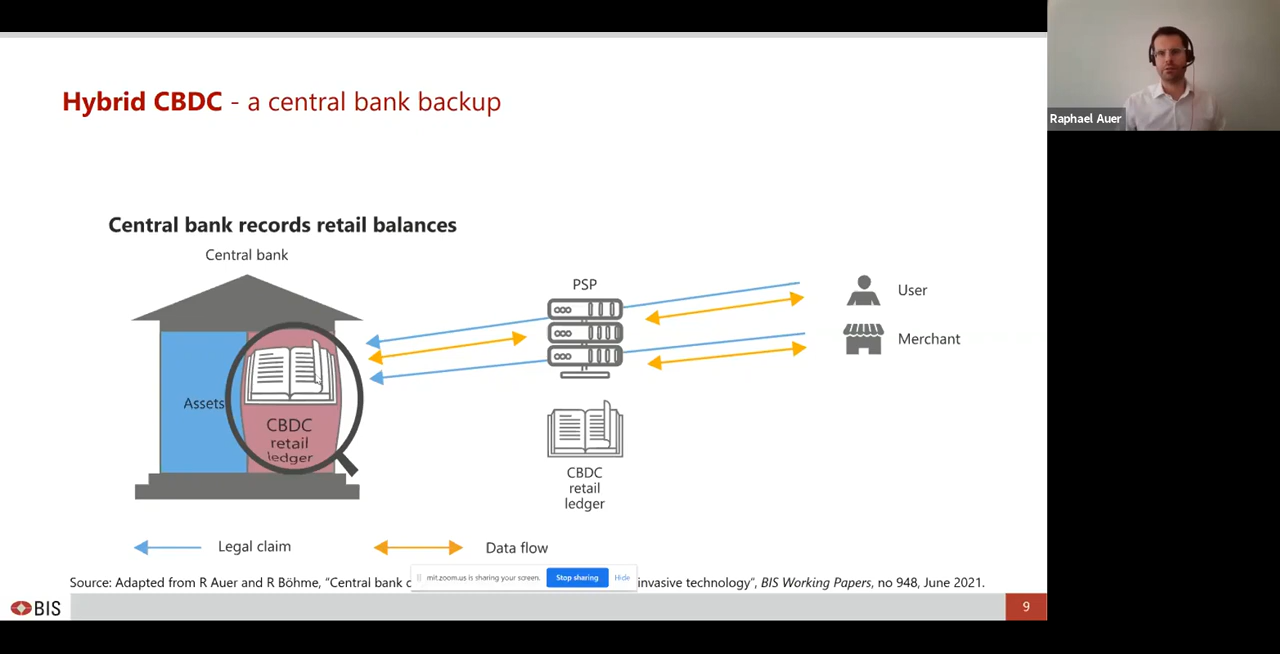 Raphael Auer
Hybrid CBDC - a central bank backup
Central bank records retail balances
Central bank
Assets
CBDC
retail
ledger
PSP
CBDC
retail
ledger
User
Merchant
Legal claim
Data flow
mit.zoom.us is sharing your screen.
Stop sharing
Hide
Source: Adapted from R Auer and R Böhme, "Central bank invasive technology", BIS Working Papers, no 948, June 2021.
BIS
9